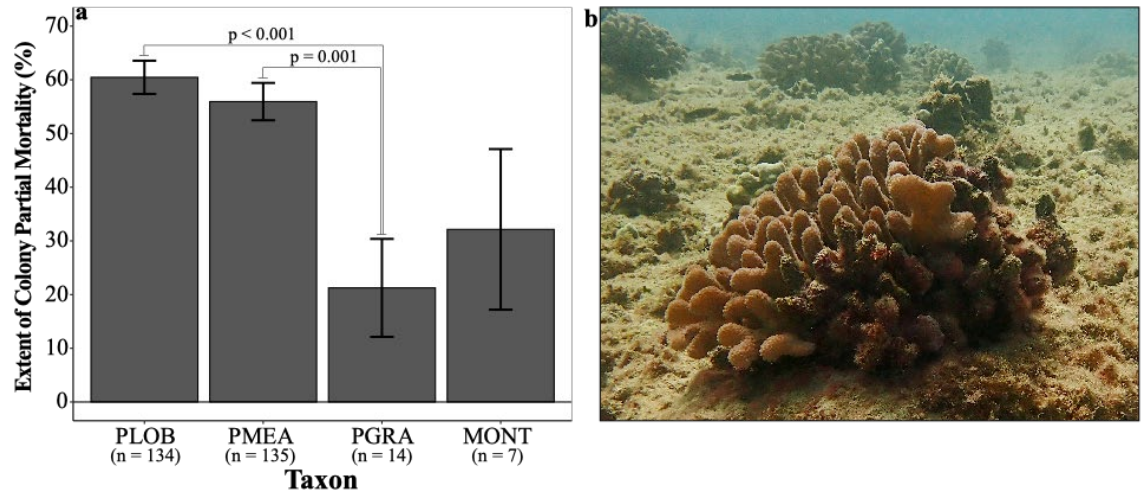 a
70
60
50
40
30
20
10
0
Extent of Colony Partial Mortality (%)
p < 0.001
p = 0.001
PLOB PMEA PGRA MONT
(n = 134) (n = 135) (n = 14) (n = 7)
Taxon
b